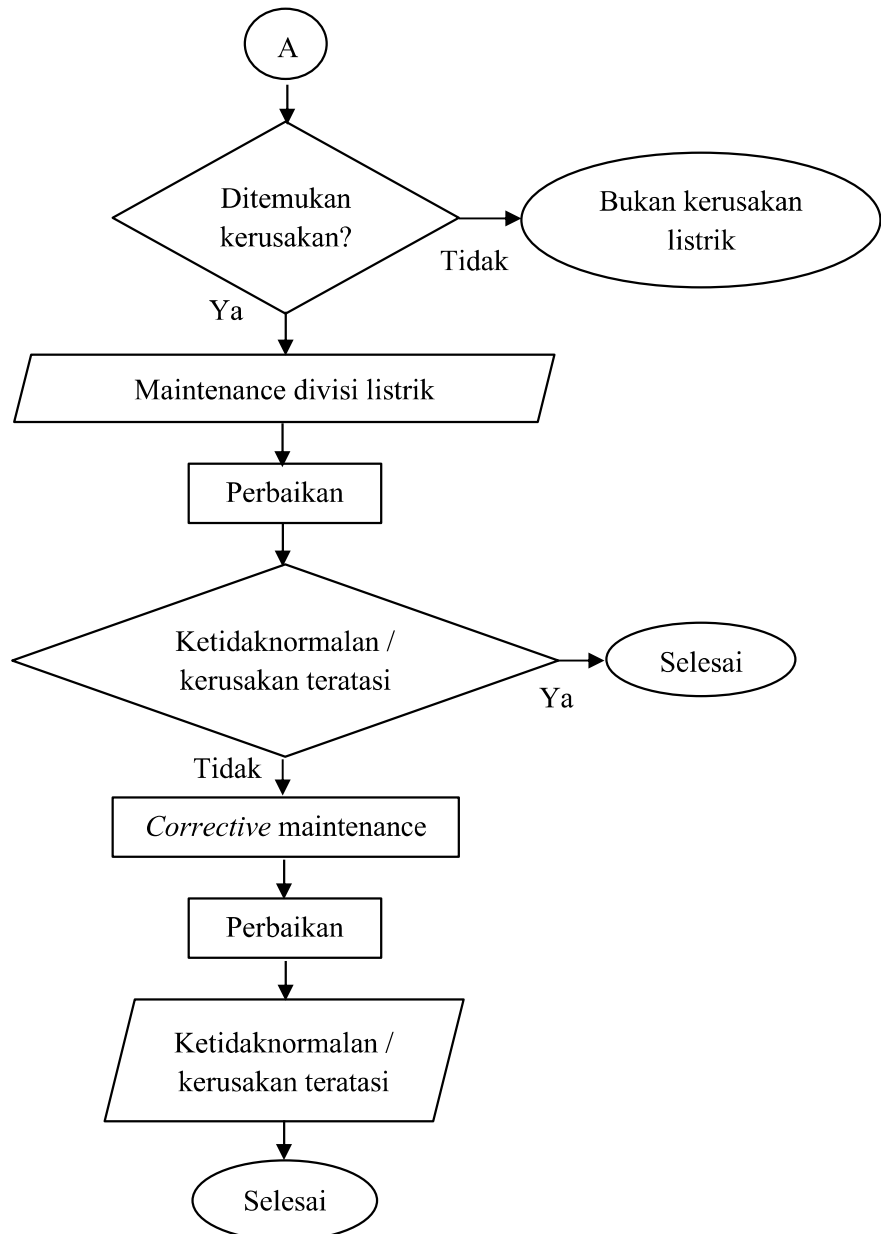 A
Ditemukan
kerusakan?
Bukan kerusakan
listrik
Tidak
Ya
Maintenance divisi listrik
Perbaikan
Ketidaknormalan /
kerusakan teratasi
Selesai
Ya
Tidak
Corrective maintenance
Perbaikan
Ketidaknormalan /
kerusakan teratasi
Selesai